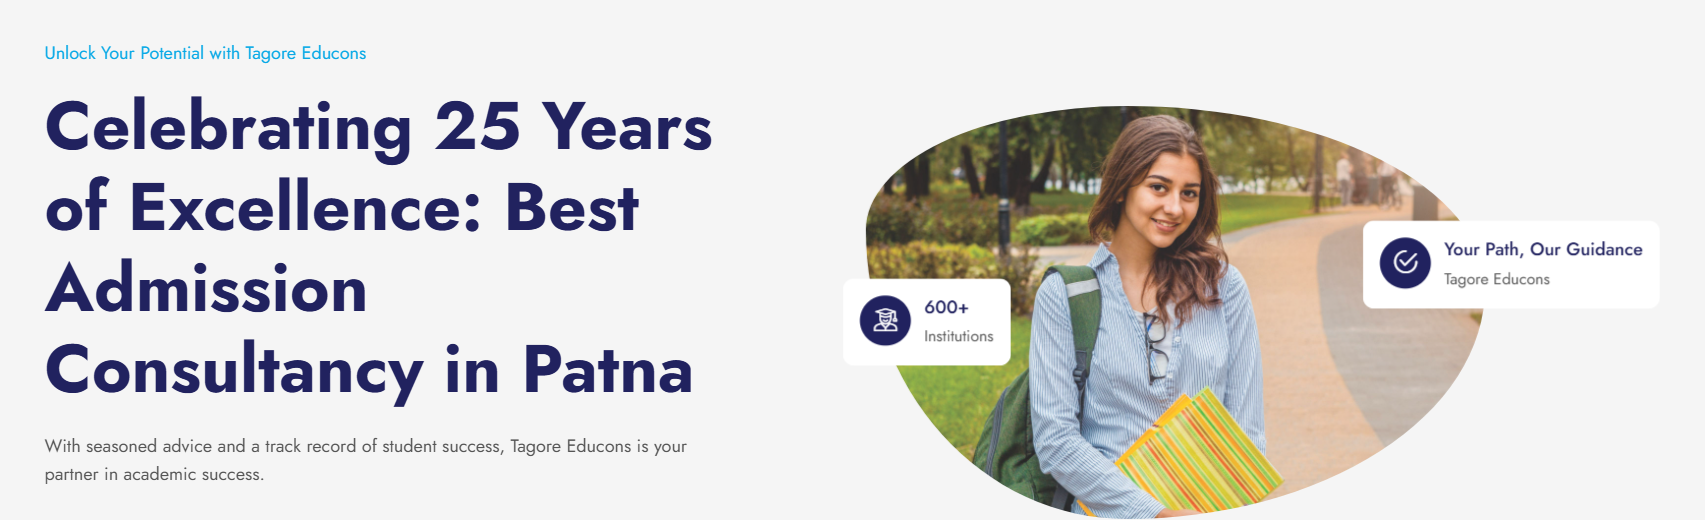 Unlock Your Potential with Tagore Educons
Celebrating 25 Years
of Excellence: Best
Admission
Consultancy in Patna
With seasoned advice and a track record of student success, Tagore Educons is your
partner in academic success.
600+
Institutions
Your Path, Our Guidance
Tagore Educons